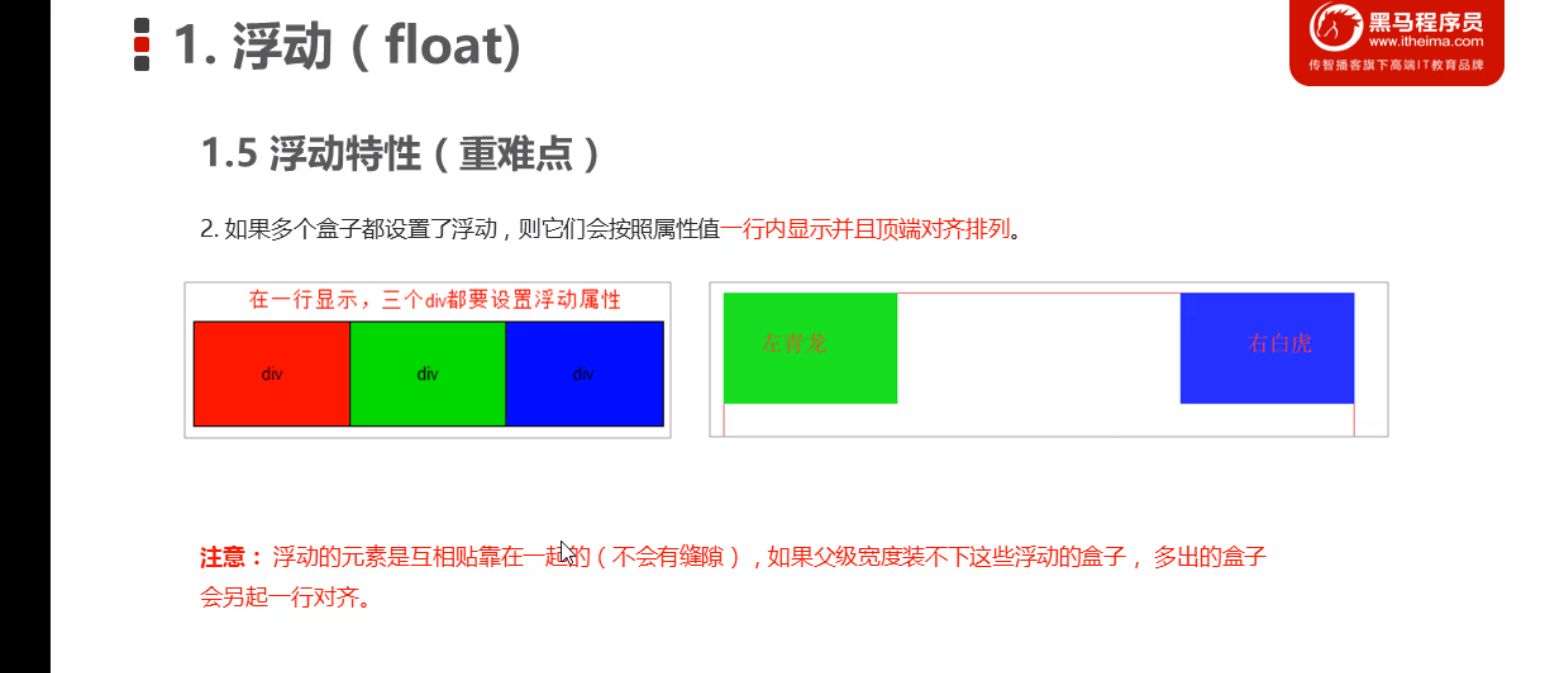 1. 浮动（float)
黑马程序员
www.itheima.com
传智播客旗下高端IT教育品牌
1.5 浮动特性（重难点）
2. 如果多个盒子都设置了浮动，则它们会按照属性值一行内显示并且顶端对齐排列。
在一行显示，三个div都要设置浮动属性
div
div
div
左青龙
右白虎
注意： 浮动的元素是互相贴靠在一起的（不会有缝隙），如果父级宽度装不下这些浮动的盒子， 多出的盒子
会另起一行对齐。